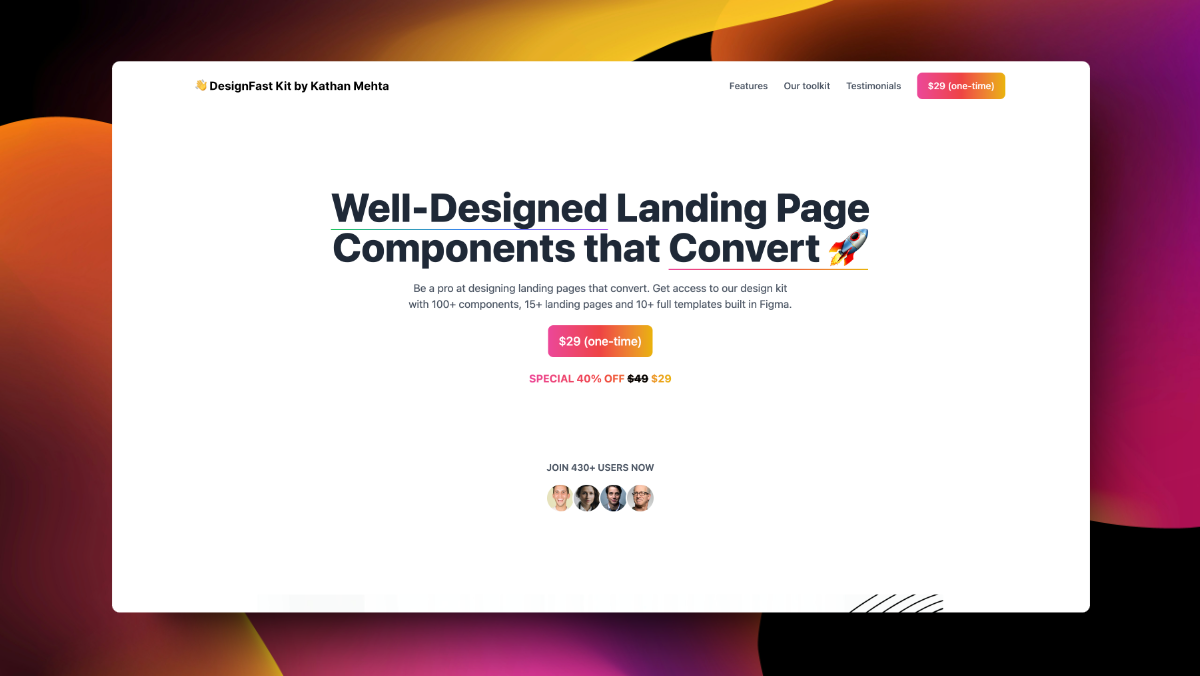 👋 DesignFast Kit by Kathan Mehta
Features
Our toolkit
Testimonials
$29 (one-time)
Well-Designed Landing Page
Components that Convert 🚀
Be a pro at designing landing pages that convert. Get access to our design kit
with 100+ components, 15+ landing pages and 10+ full templates built in Figma.
$29 (one-time)
SPECIAL 40% OFF $49 $29
JOIN 430+ USERS NOW